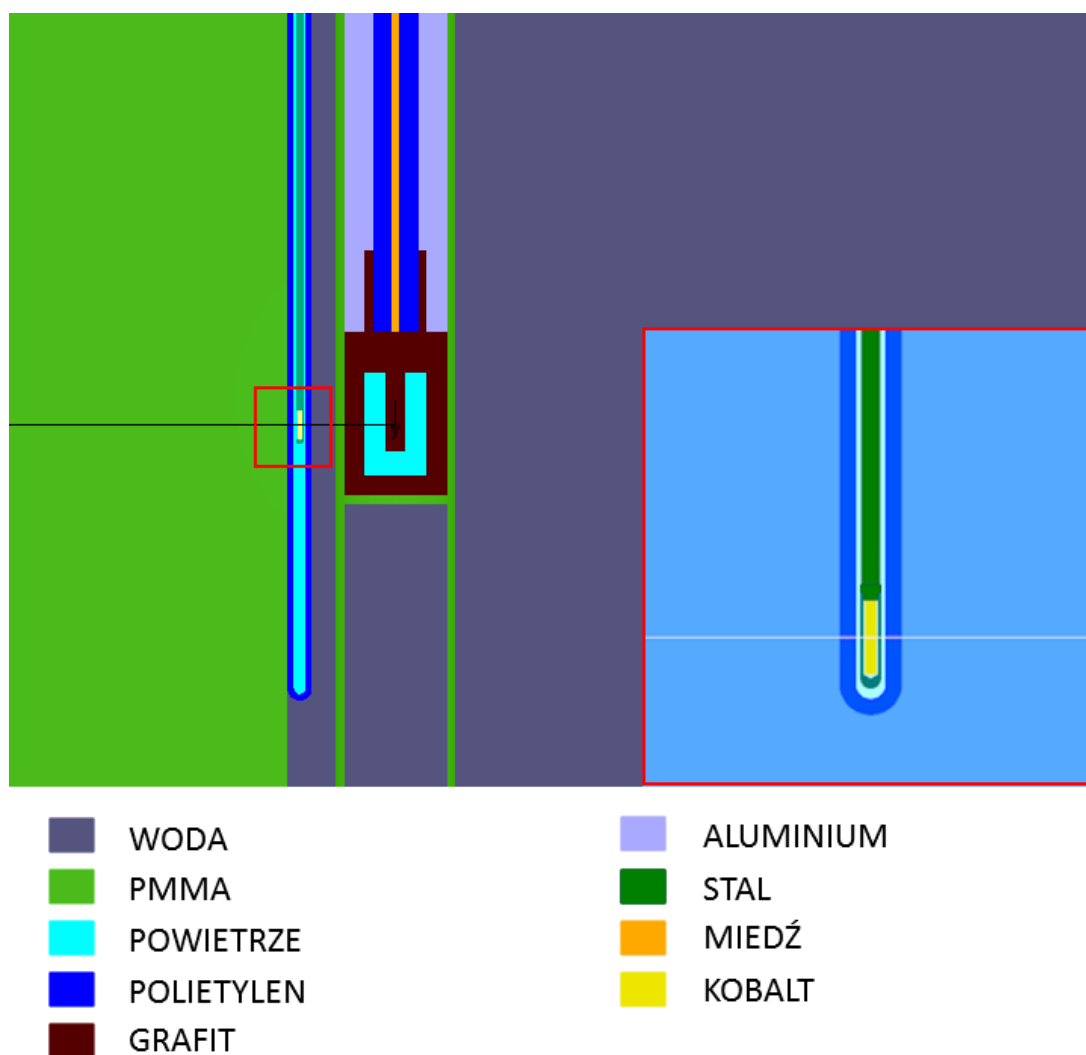 WODA
PMMA
POWIETRZE
POLIETYLEN
GRAFIT
ALUMINIUM
STAL
MIEDŹ
KOBALT